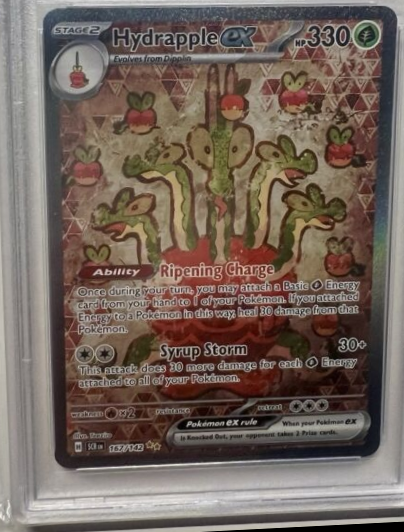 STAGE 2 Hydrapple ex HP 330
Evolves from Dipplin
Ability Ripening Charge
Once during your turn, you may attach a Basic Energy
card from your hand to 1 of your Pokémon. If you attached
Energy to a Pokémon in this way, heal 30 damage from that
Pokémon.
Syrup Storm 30+
This attack does 30 more damage for each Energy
attached to all of your Pokémon.
weakness ×2 resistance retreat
Pokémon ex rule When your Pokémon ex
is Knocked Out, your opponent takes 2 Prize cards.
H SCR EN 167/142